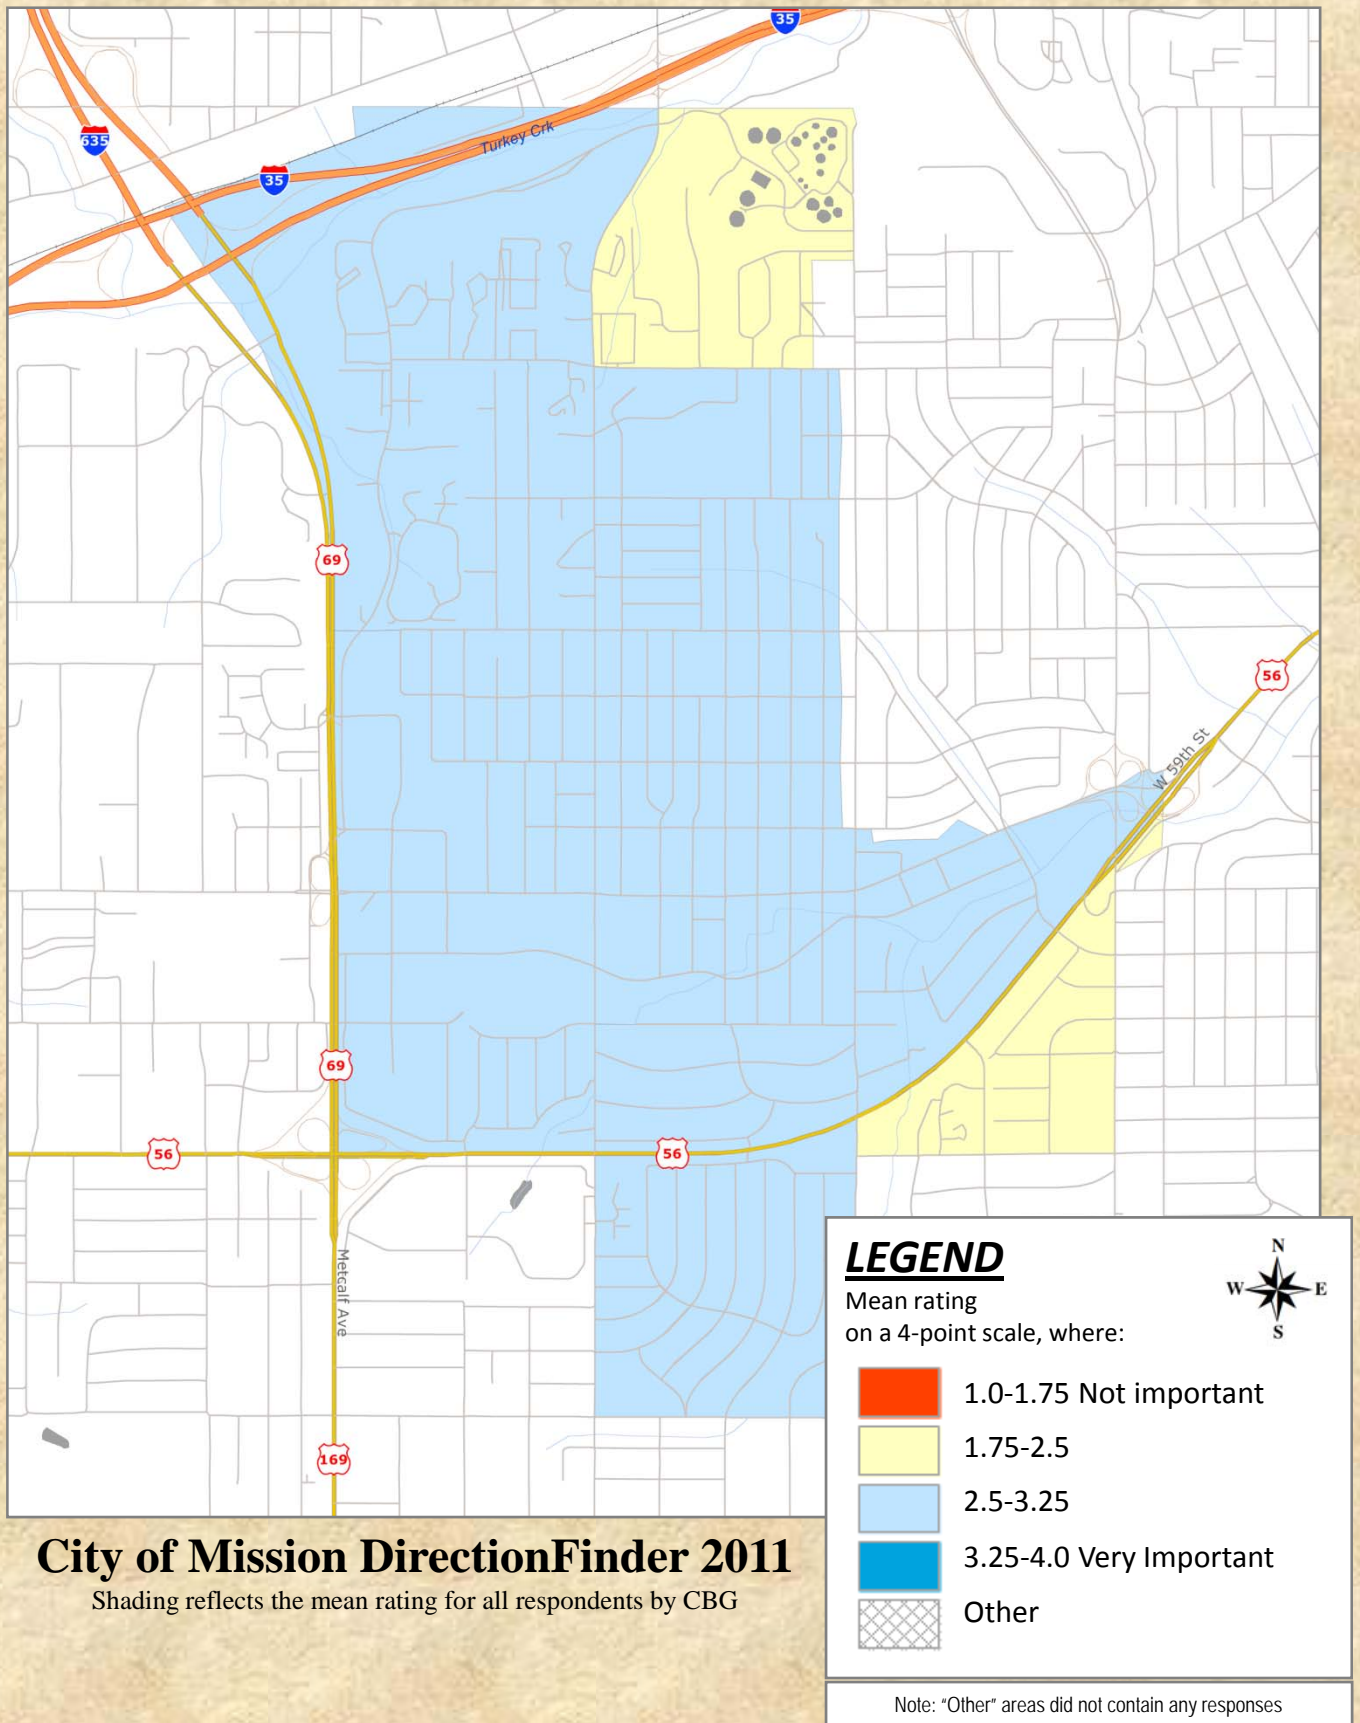 35
635
35
Turkey Crk
69
56
W 59th St
69
56
56
Metcalf Ave
169
LEGEND
Mean rating
on a 4-point scale, where:
N
W E
S
1.0-1.75 Not important
1.75-2.5
2.5-3.25
3.25-4.0 Very Important
Other
City of Mission DirectionFinder 2011
Shading reflects the mean rating for all respondents by CBG
Note: “Other” areas did not contain any responses